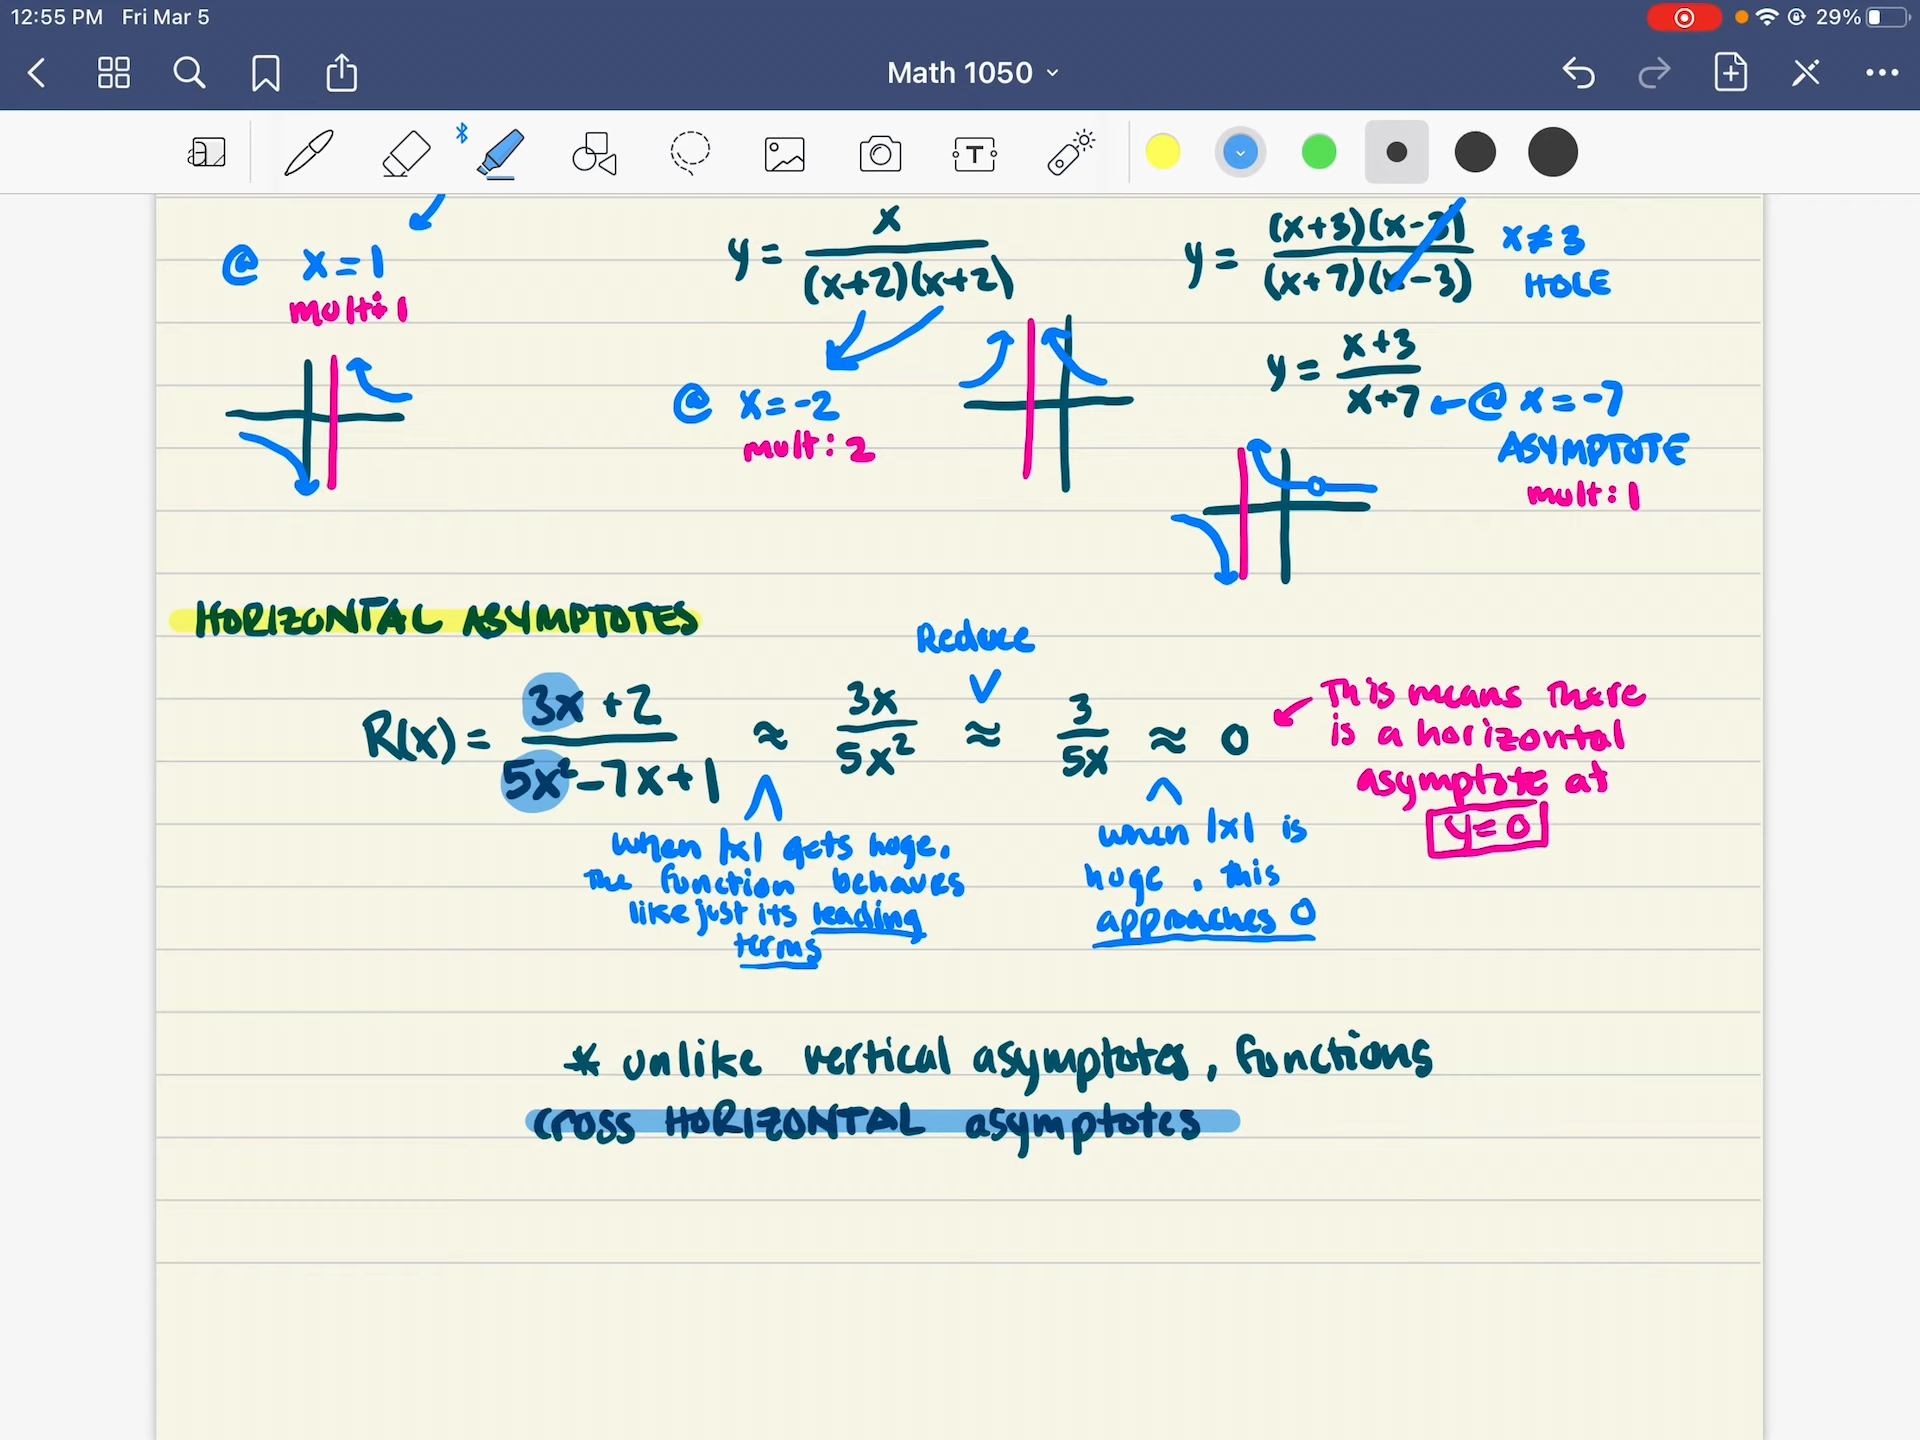 12:55 PM Fri Mar 5
29%
Math 1050
T
@ x=1
mult: 1
y = x / (x+2)(x+2)
@ x=-2
mult: 2
y = (x+3)(x-3) / (x+7)(x-3)
x≠3
HOLE
y = x+3 / x+7
@ x=-7
ASYMPTOTE
mult: 1
HORIZONTAL ASYMPTOTES
Reduce
R(x) = 3x+2 / 5x²-7x+1 ≈ 3x / 5x² ≈ 3 / 5x ≈ 0
This means there
is a horizontal
asymptote at
y=0
when |x| gets huge,
the function behaves
like just its leading
terms
when |x| is
huge, this
approaches 0
* unlike vertical asymptotes, functions
cross HORIZONTAL asymptotes